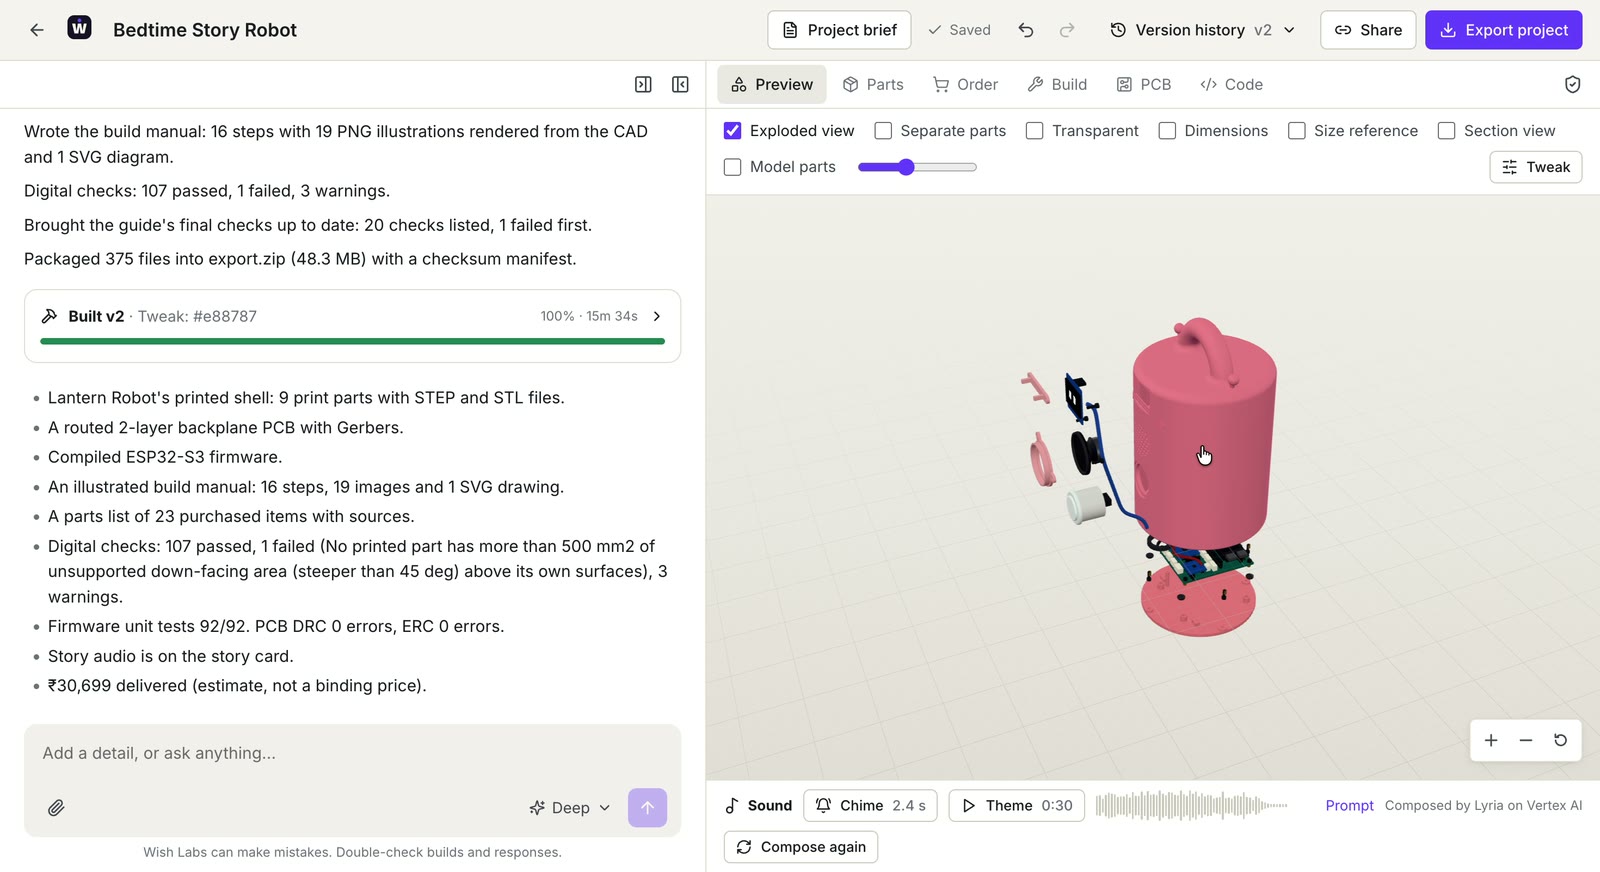 w
Bedtime Story Robot
Project brief
Saved
Version history v2
Share
Export project
Preview
Parts
Order
Build
PCB
Code
Wrote the build manual: 16 steps with 19 PNG illustrations rendered from the CAD
and 1 SVG diagram.
Digital checks: 107 passed, 1 failed, 3 warnings.
Brought the guide's final checks up to date: 20 checks listed, 1 failed first.
Packaged 375 files into export.zip (48.3 MB) with a checksum manifest.
Built v2 · Tweak: #e88787
100% · 15m 34s
• Lantern Robot's printed shell: 9 print parts with STEP and STL files.
• A routed 2-layer backplane PCB with Gerbers.
• Compiled ESP32-S3 firmware.
• An illustrated build manual: 16 steps, 19 images and 1 SVG drawing.
• A parts list of 23 purchased items with sources.
• Digital checks: 107 passed, 1 failed (No printed part has more than 500 mm2 of
unsupported down-facing area (steeper than 45 deg) above its own surfaces), 3
warnings.
• Firmware unit tests 92/92. PCB DRC 0 errors, ERC 0 errors.
• Story audio is on the story card.
• ₹30,699 delivered (estimate, not a binding price).
Add a detail, or ask anything...
Deep
Wish Labs can make mistakes. Double-check builds and responses.
Exploded view
Separate parts
Transparent
Dimensions
Size reference
Section view
Model parts
Tweak
Sound
Chime 2.4 s
Theme 0:30
Prompt
Composed by Lyria on Vertex AI
Compose again